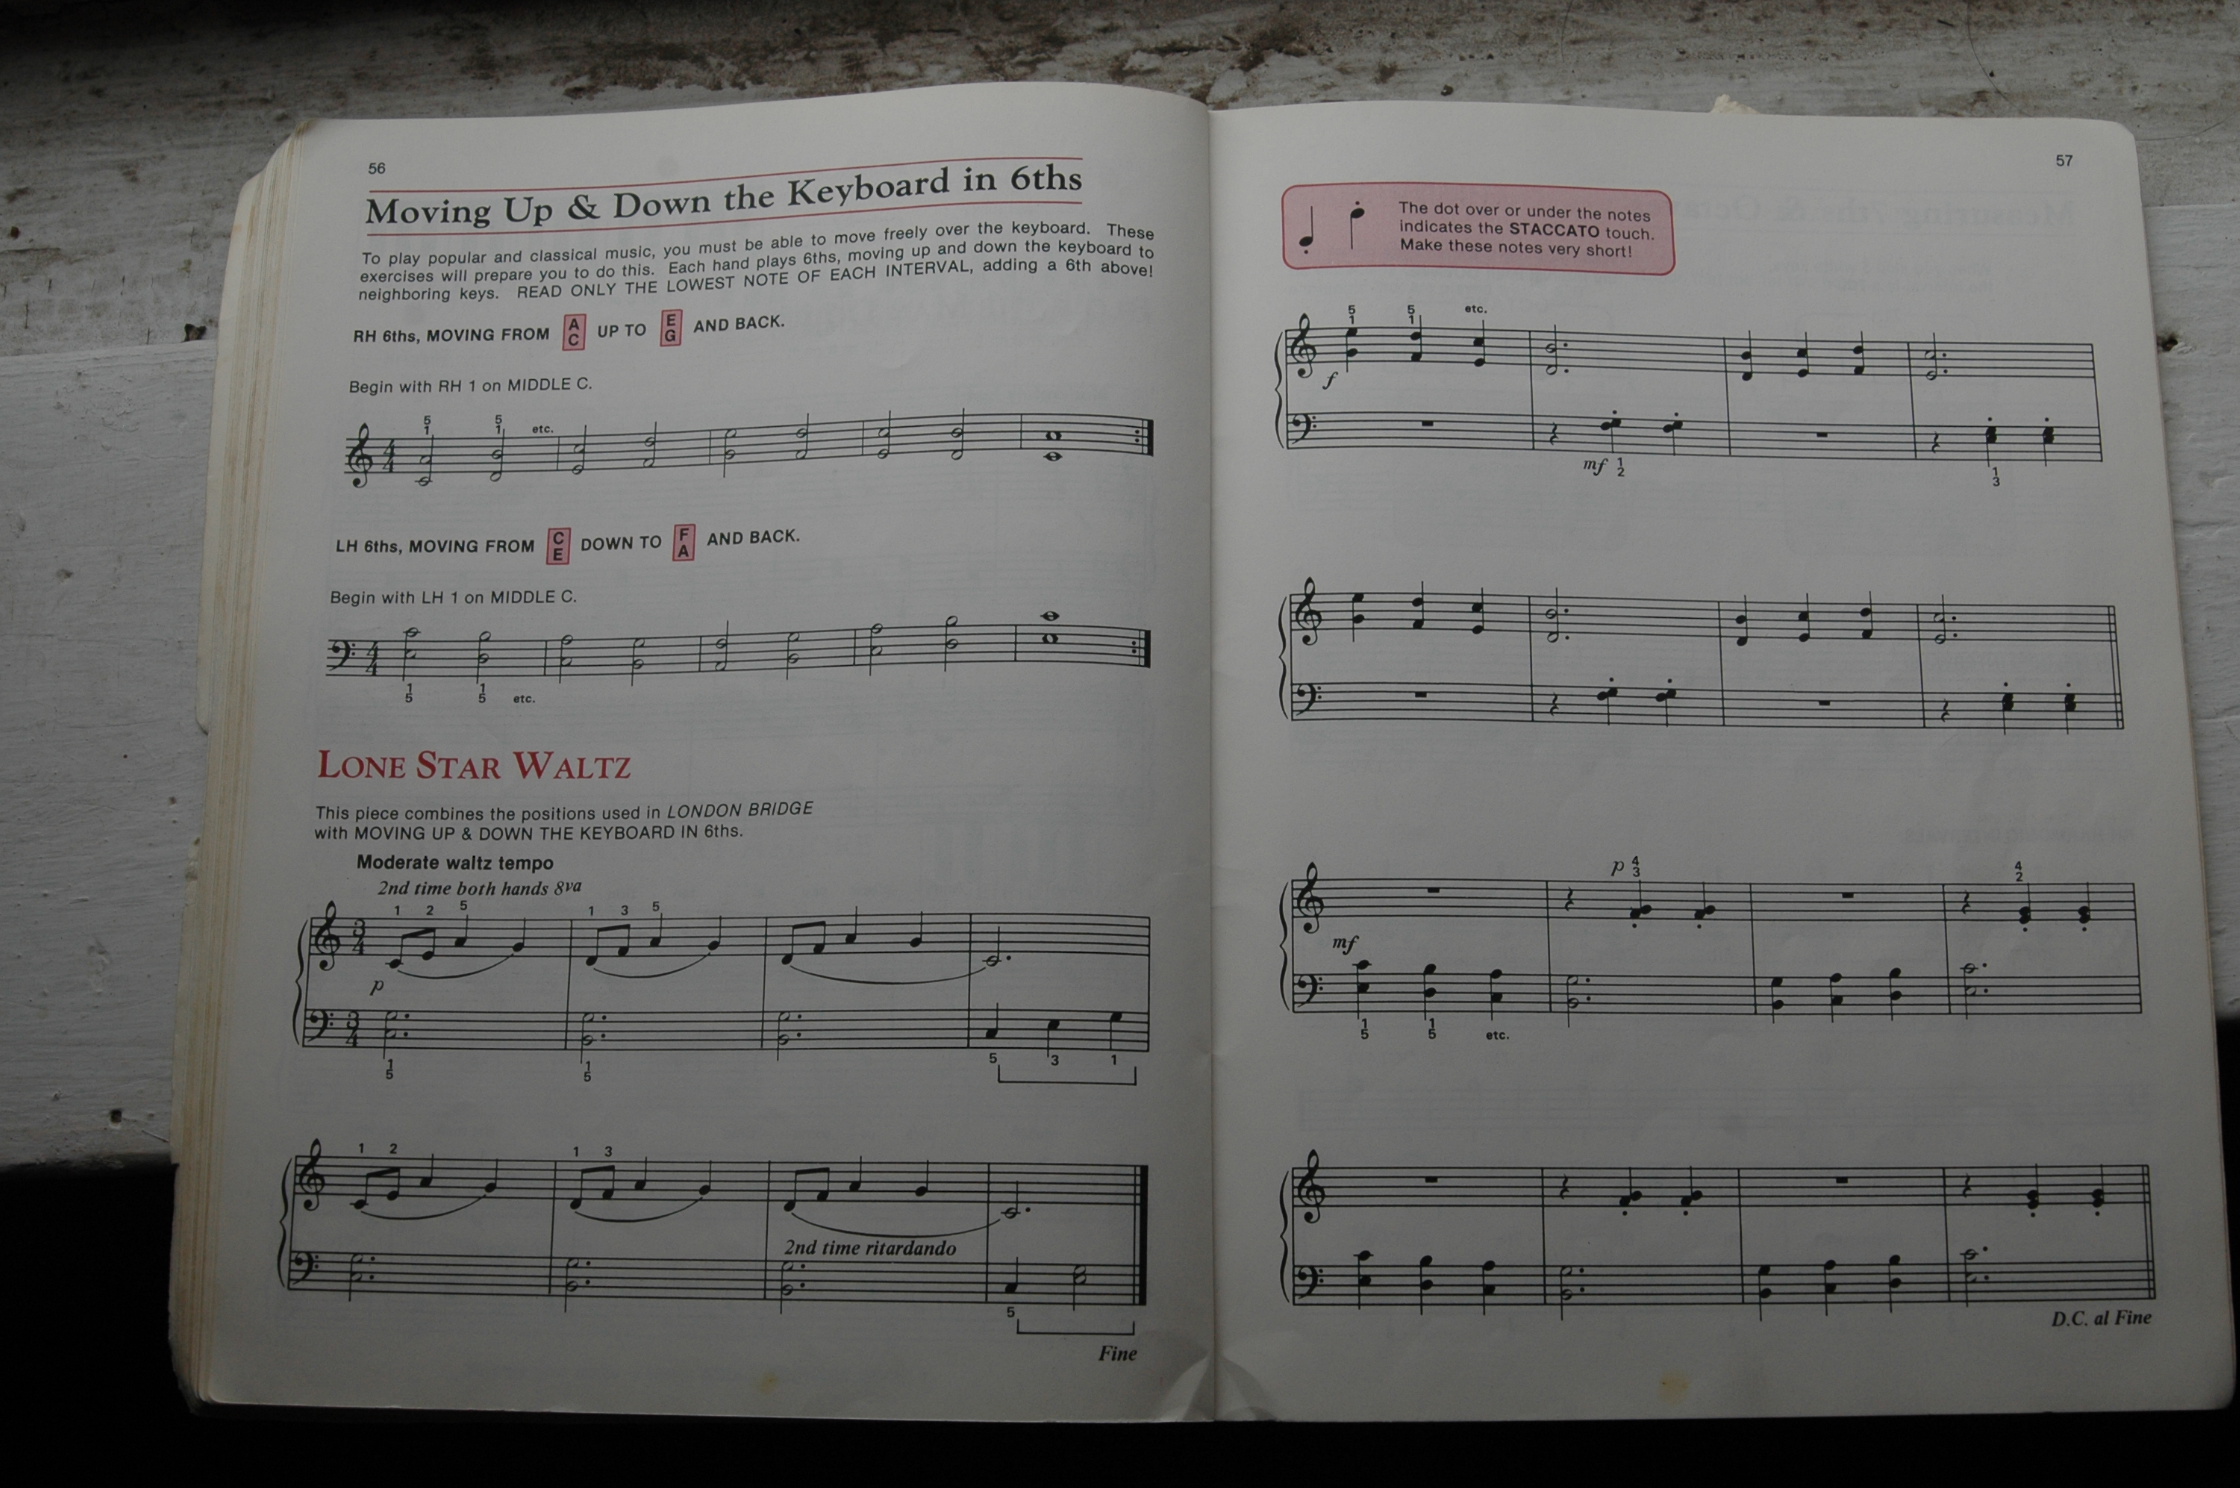 56
Moving Up & Down the Keyboard in 6ths
To play popular and classical music, you must be able to move freely over the keyboard. These
exercises will prepare you to do this. Each hand plays 6ths, moving up and down the keyboard to
neighboring keys. READ ONLY THE LOWEST NOTE OF EACH INTERVAL, adding a 6th above!
RH 6ths, MOVING FROM A C UP TO E G AND BACK.
Begin with RH 1 on MIDDLE C.
5 5
1 1 etc.
4
4
LH 6ths, MOVING FROM C E DOWN TO F A AND BACK.
Begin with LH 1 on MIDDLE C.
4
4
1 1
5 5 etc.
LONE STAR WALTZ
This piece combines the positions used in LONDON BRIDGE
with MOVING UP & DOWN THE KEYBOARD IN 6ths.
Moderate waltz tempo
2nd time both hands 8va
1 2 5 1 3 5
3
4
p
3
4
1 1 5 3 1
5 5
1 2 1 3
2nd time ritardando
5
Fine
57
The dot over or under the notes
indicates the STACCATO touch.
Make these notes very short!
5 5 etc.
1 1
f
mf 1 1
2 3
p 4 4
3 2
mf
1 1
5 5 etc.
D.C. al Fine